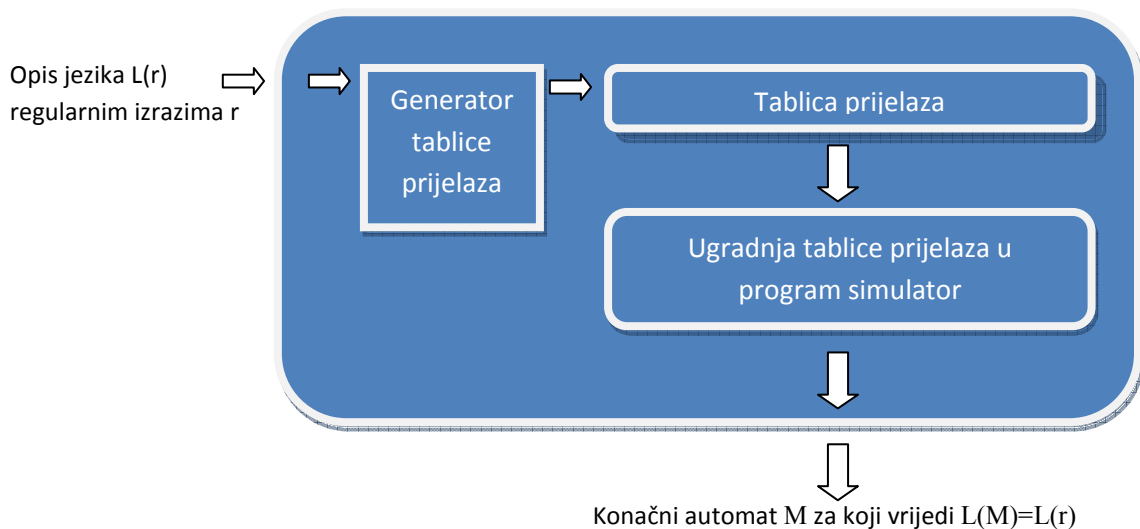 Opis jezika L(r)
regularnim izrazima r
Generator
tablice
prijelaza
Tablica prijelaza
Ugradnja tablice prijelaza u
program simulator
Konačni automat M za koji vrijedi L(M)=L(r)